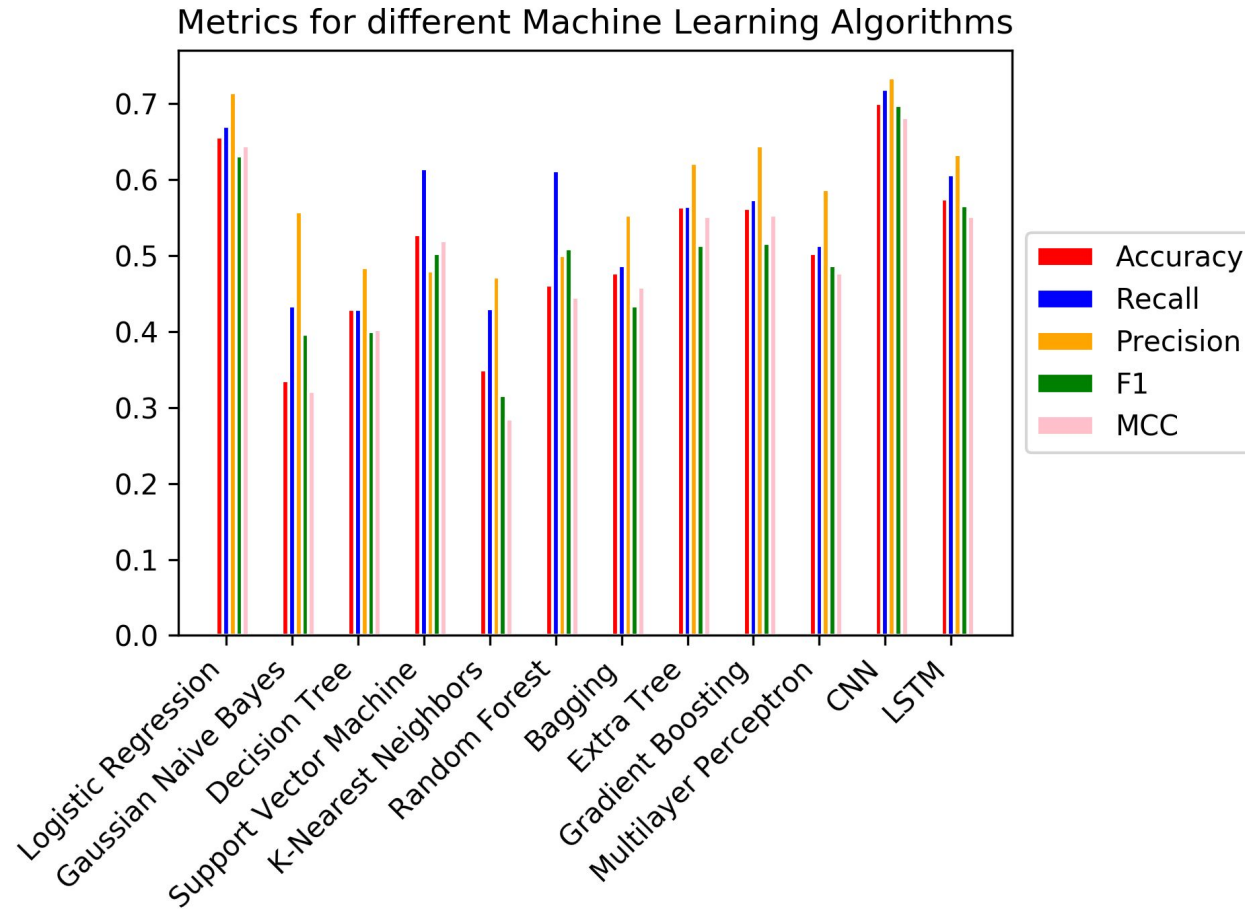 Metrics for different Machine Learning Algorithms
0.7
0.6
0.5
0.4
0.3
0.2
0.1
0.0
Accuracy
Recall
Precision
F1
MCC
Logistic Regression
Gaussian Naive Bayes
Decision Tree
Support Vector Machine
K-Nearest Neighbors
Random Forest
Bagging
Extra Tree
Gradient Boosting
Multilayer Perceptron
CNN
LSTM